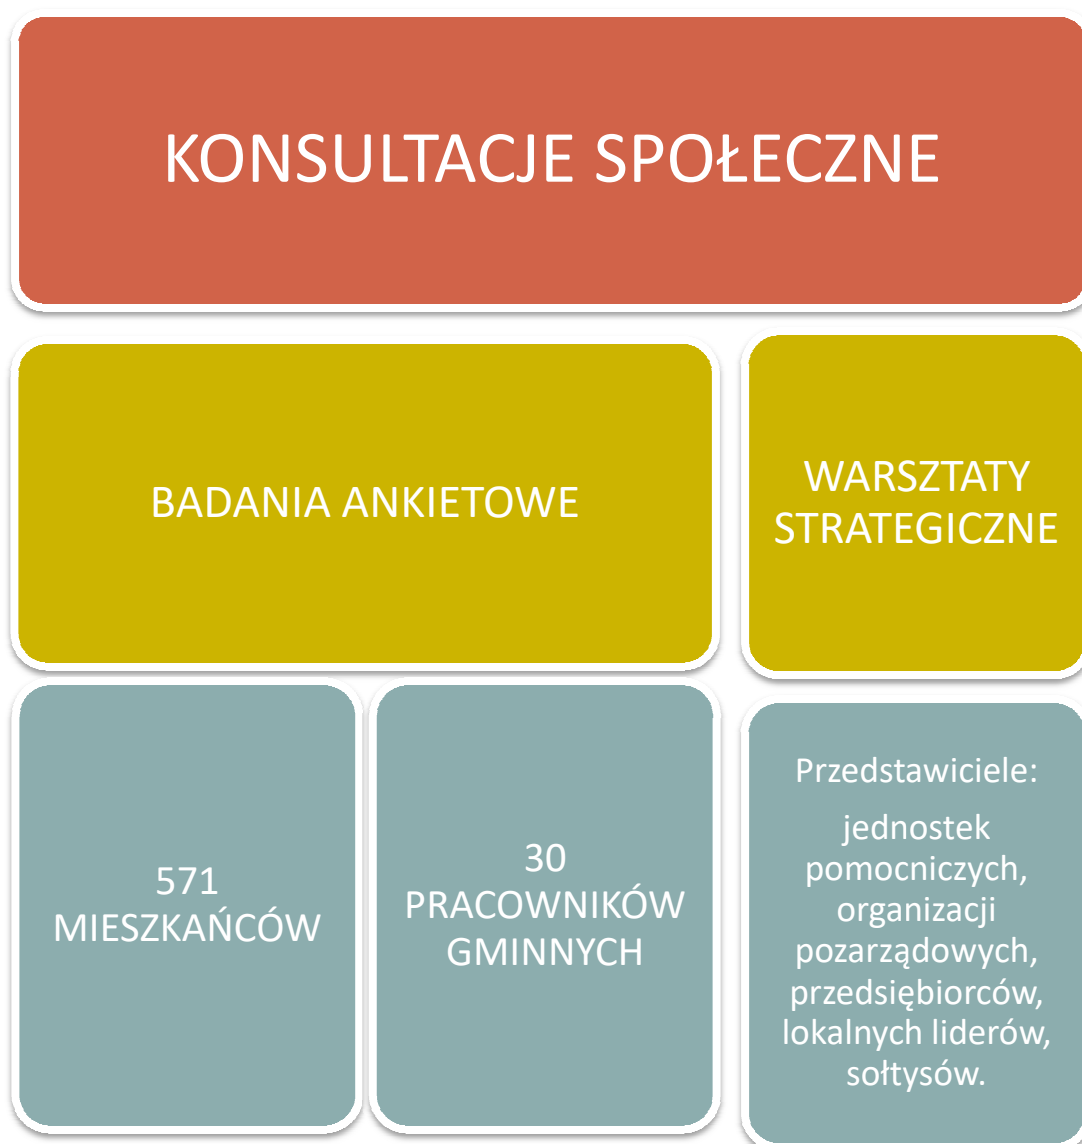 KONSULTACJE SPOŁECZNE
BADANIA ANKIETOWE
WARSZTATY
STRATEGICZNE
571
MIESZKAŃCÓW
30
PRACOWNIKÓW
GMINNYCH
Przedstawiciele:
jednostek
pomocniczych,
organizacji
pozarządowych,
przedsiębiorców,
lokalnych liderów,
sołtysów.